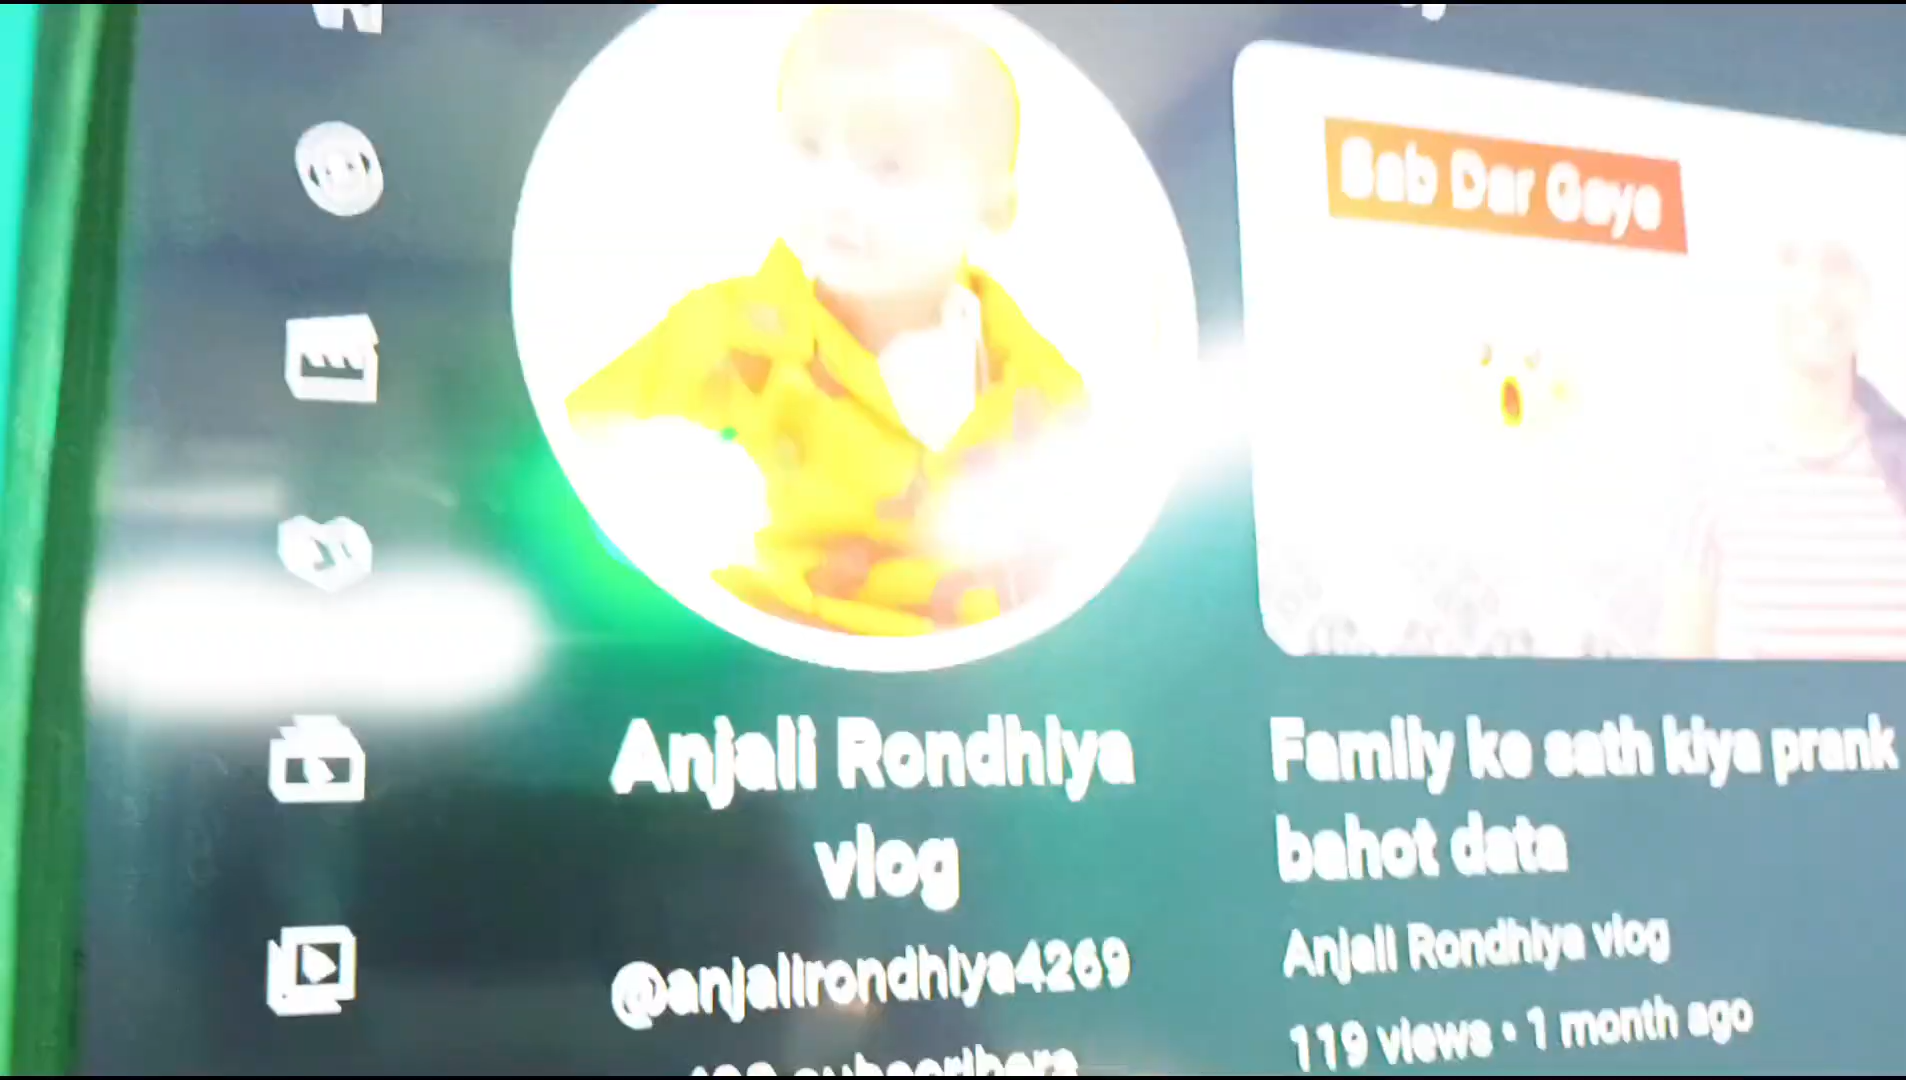 Sab Dar Gaye
Anjali Rondhiya
vlog
@anjalirondhiya4269
subscribers
Family ke sath kiya prank
bahot data
Anjali Rondhiya vlog
119 views • 1 month ago